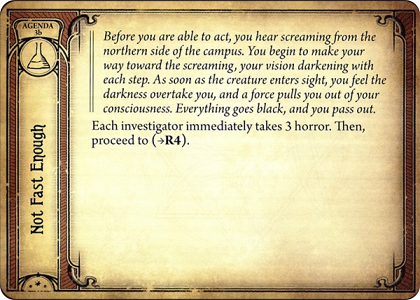 AGENDA
3b
Not Fast Enough
Before you are able to act, you hear screaming from the
northern side of the campus. You begin to make your
way toward the screaming, your vision darkening with
each step. As soon as the creature enters sight, you feel the
darkness overtake you, and a force pulls you out of your
consciousness. Everything goes black, and you pass out.
Each investigator immediately takes 3 horror. Then,
proceed to (→R4).